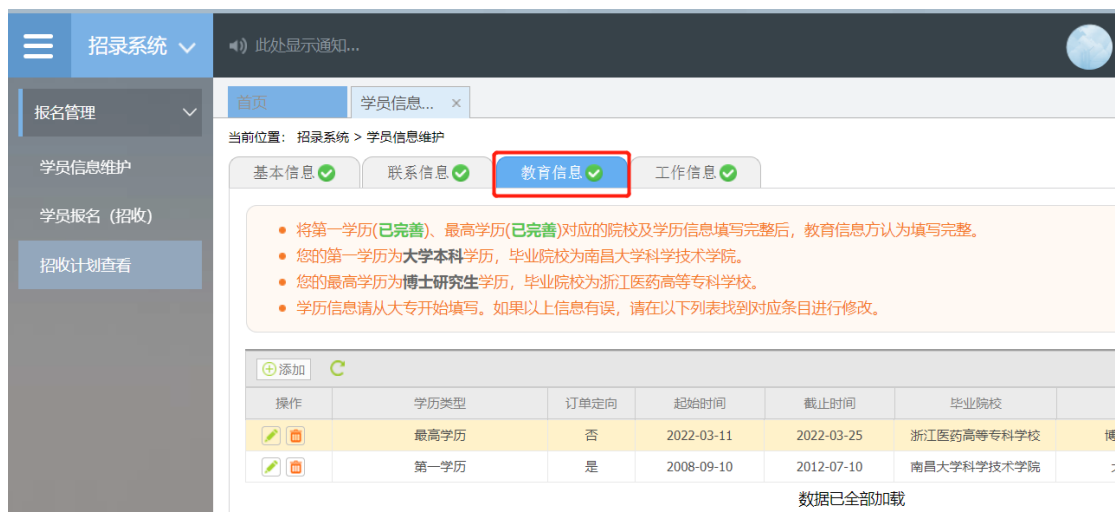 招录系统
此处显示通知...
报名管理
学员信息维护
学员报名（招收）
招收计划查看
首页
学员信息... ×
当前位置： 招录系统 > 学员信息维护
基本信息
联系信息
教育信息
工作信息
将第一学历(已完善)、最高学历(已完善)对应的院校及学历信息填写完整后，教育信息方认为填写完整。
您的第一学历为大学本科学历，毕业院校为南昌大学科学技术学院。
您的最高学历为博士研究生学历，毕业院校为浙江医药高等专科学校。
学历信息请从大专开始填写。如果以上信息有误，请在以下列表找到对应条目进行修改。
添加
操作 学历类型 订单定向 起始时间 截止时间 毕业院校
最高学历 否 2022-03-11 2022-03-25 浙江医药高等专科学校 博
第一学历 是 2008-09-10 2012-07-10 南昌大学科学技术学院
数据已全部加载